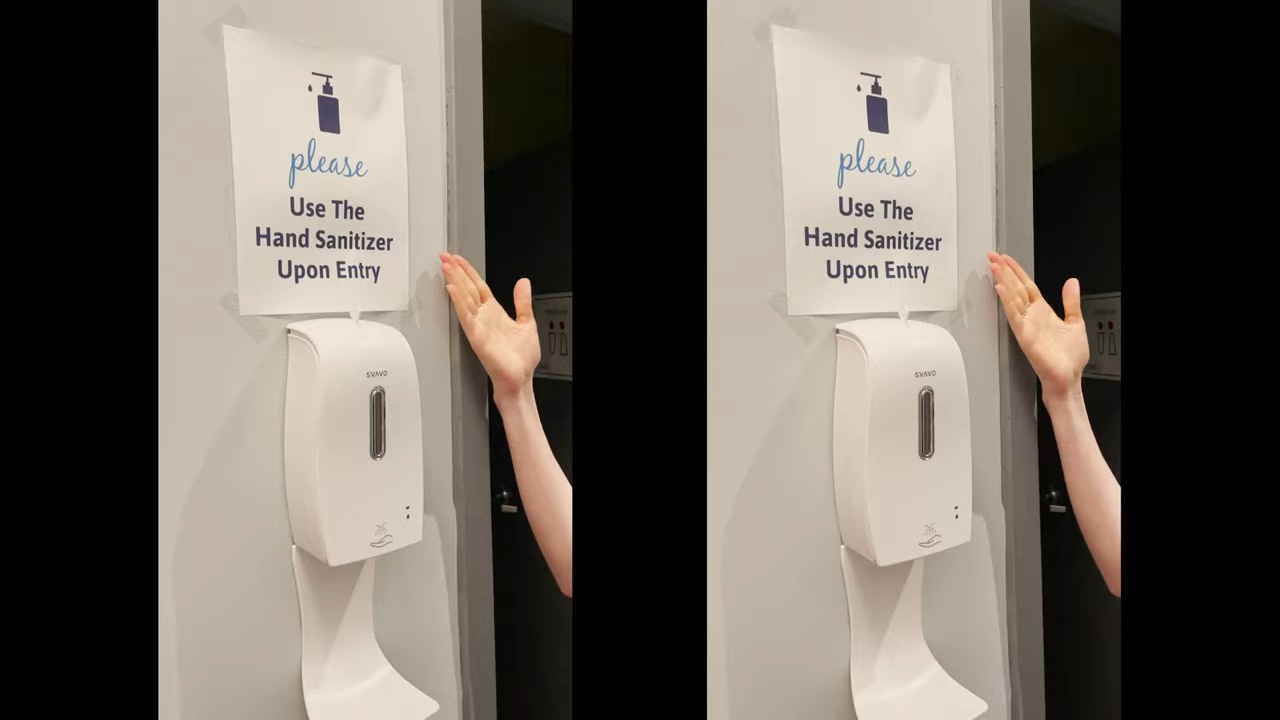 please
Use The
Hand Sanitizer
Upon Entry
SVAVO
please
Use The
Hand Sanitizer
Upon Entry
SVAVO